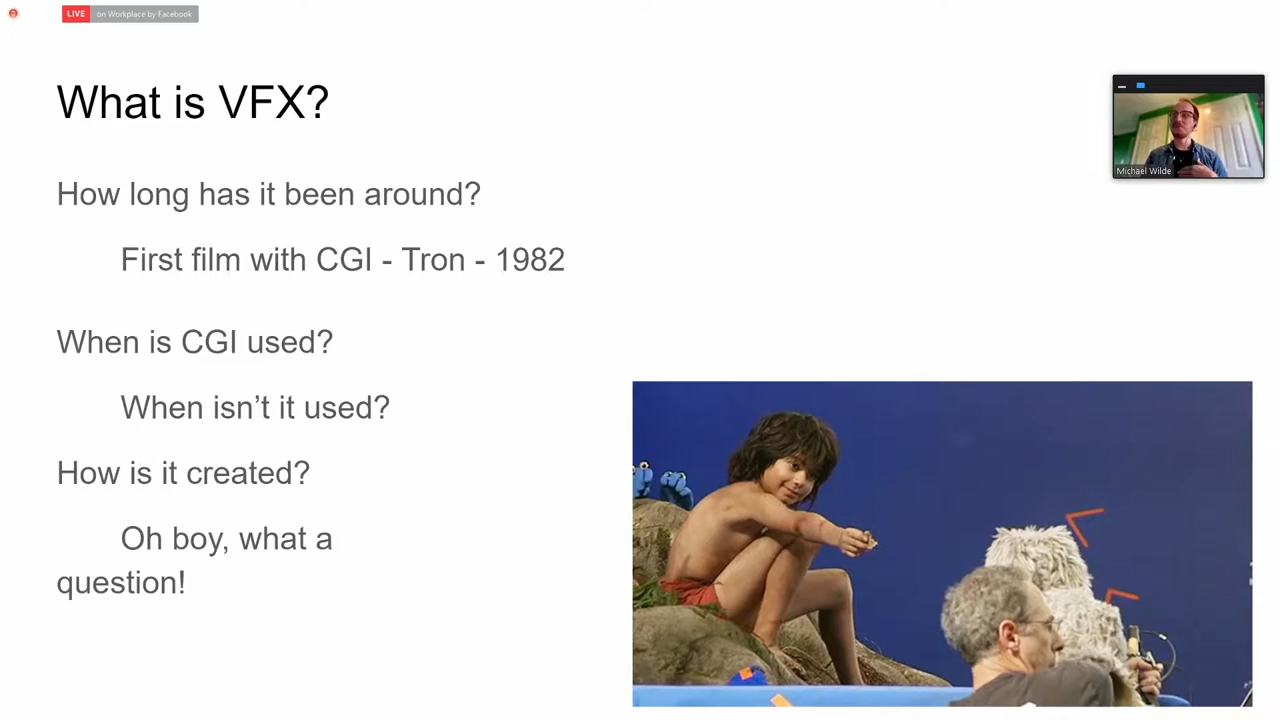 LIVE on Workplace by Facebook
What is VFX?
Michael Wilde
How long has it been around?
First film with CGI - Tron - 1982
When is CGI used?
When isn’t it used?
How is it created?
Oh boy, what a
question!